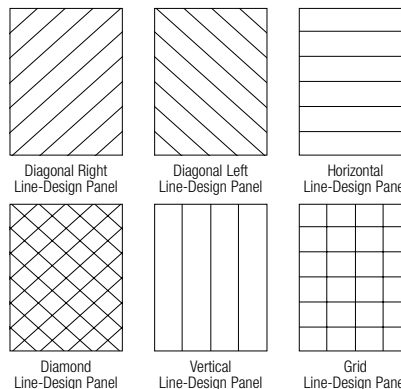 Diagonal Right
Line-Design Panel
Diagonal Left
Line-Design Panel
Horizontal
Line-Design Pane
Diamond
Line-Design Panel
Vertical
Line-Design Panel
Grid
Line-Design Panel